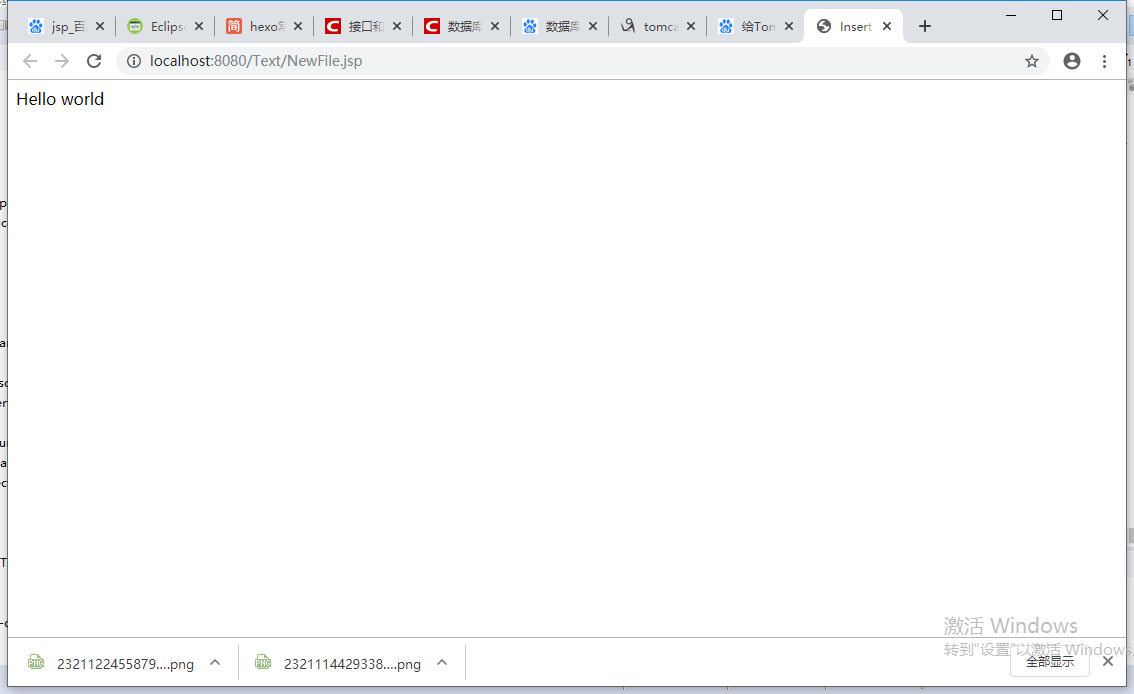 jsp_百
Eclips
hexo
接口和
数据库
数据库
tomca
给Tom
Insert
localhost:8080/Text/NewFile.jsp
Hello world
激活 Windows
转到"设置"以激活 Windows。
2321122455879....png
2321114429338....png
全部显示